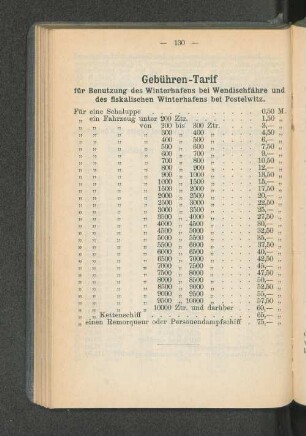 — 130 —
Gebühren-Tarif
für Benutzung des Winterhafens bei Wendischfähre und
des fiskalischen Winterhafens bei Postelwitz.
Für eine Schaluppe . . . 0,50 M.
„ ein Fahrzeug unter 200 Ztr. . . . 1,50 „
„ „ „ von 200 bis 300 Ztr. . . . 3,— „
„ „ „ „ 300 „ 400 „ . . . 4,50 „
„ „ „ „ 400 „ 500 „ . . . 6,— „
„ „ „ „ 500 „ 600 „ . . . 7,50 „
„ „ „ „ 600 „ 700 „ . . . 9,— „
„ „ „ „ 700 „ 800 „ . . . 10,50 „
„ „ „ „ 800 „ 900 „ . . . 12,— „
„ „ „ „ 900 „ 1000 „ . . . 13,50 „
„ „ „ „ 1000 „ 1500 „ . . . 15,— „
„ „ „ „ 1500 „ 2000 „ . . . 17,50 „
„ „ „ „ 2000 „ 2500 „ . . . 20,— „
„ „ „ „ 2500 „ 3000 „ . . . 22,50 „
„ „ „ „ 3000 „ 3500 „ . . . 25,— „
„ „ „ „ 3500 „ 4000 „ . . . 27,50 „
„ „ „ „ 4000 „ 4500 „ . . . 30,— „
„ „ „ „ 4500 „ 5000 „ . . . 32,50 „
„ „ „ „ 5000 „ 5500 „ . . . 35,— „
„ „ „ „ 5500 „ 6000 „ . . . 37,50 „
„ „ „ „ 6000 „ 6500 „ . . . 40,— „
„ „ „ „ 6500 „ 7000 „ . . . 42,50 „
„ „ „ „ 7000 „ 7500 „ . . . 45,— „
„ „ „ „ 7500 „ 8000 „ . . . 47,50 „
„ „ „ „ 8000 „ 8500 „ . . . 50,— „
„ „ „ „ 8500 „ 9000 „ . . . 52,50 „
„ „ „ „ 9000 „ 9500 „ . . . 55,— „
„ „ „ „ 9500 „ 10000 „ . . . 57,50 „
„ „ „ „ 10000 Ztr. und darüber . . . 60,— „
„ „ Kettenschiff . . . 65,— „
„ einen Remorqueur oder Personendampfschiff . 75,— „